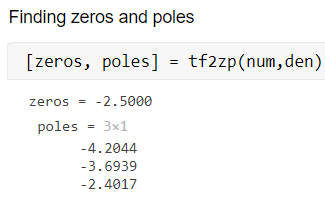 Finding zeros and poles
[zeros, poles] = tf2zp(num,den)
zeros = -2.5000
poles = 3×1
-4.2044
-3.6939
-2.4017